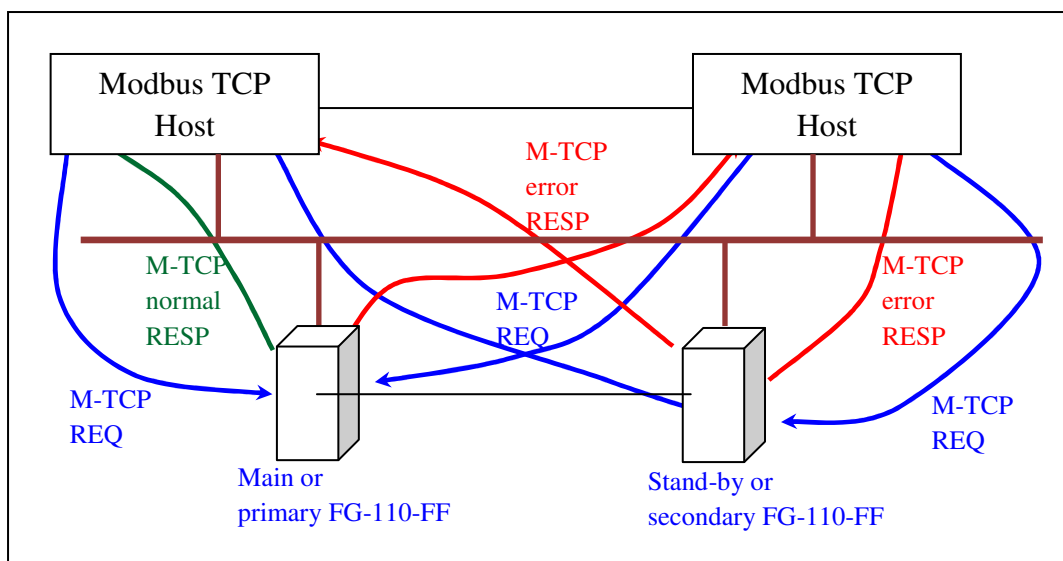 Modbus TCP
Host
Modbus TCP
Host
M-TCP
error
RESP
M-TCP
normal
RESP
M-TCP
REQ
M-TCP
error
RESP
M-TCP
REQ
M-TCP
REQ
Main or
primary FG-110-FF
Stand-by or
secondary FG-110-FF